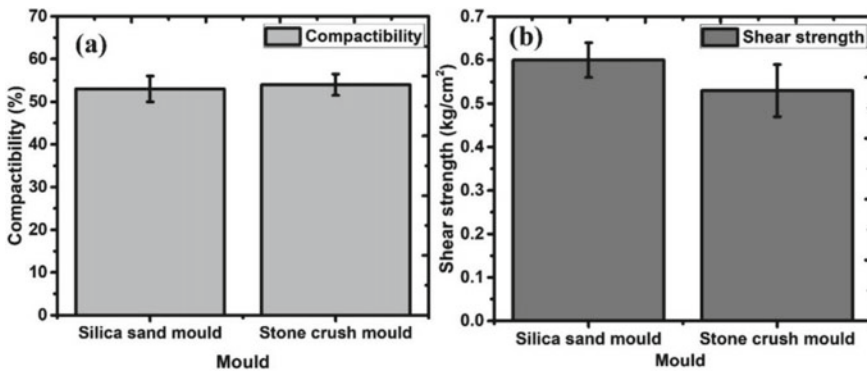 (a)
Compactibility
70
60
50
40
30
20
10
0
Compactibility (%)
Silica sand mould
Stone crush mould
Mould
(b)
Shear strength
0.7
0.6
0.5
0.4
0.3
0.2
0.1
0.0
Shear strength (kg/cm²)
Silica sand mould
Stone crush mould
Mould